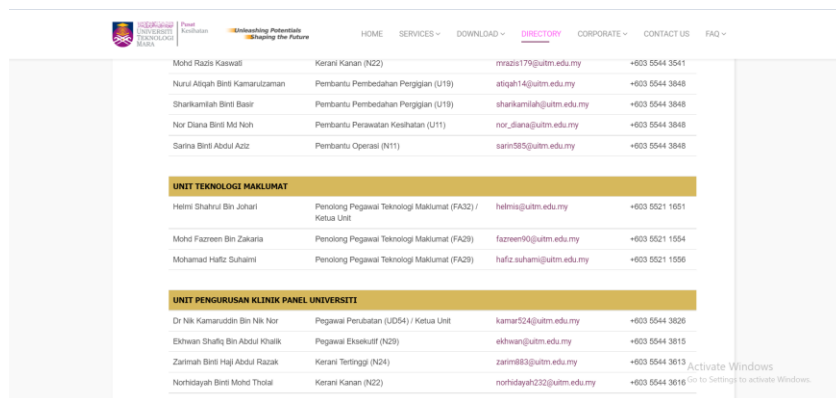 UNIVERSITI
TEKNOLOGI
MARA
Pusat
Kesihatan
Unleashing Potentials
Shaping the Future
HOME SERVICES DOWNLOAD DIRECTORY CORPORATE CONTACT US FAQ
Mohd Razis Kaswati Kerani Kanan (N22) mrazis179@uitm.edu.my +603 5544 3541
Nurul Atiqah Binti Kamarulzaman Pembantu Pembedahan Pergigian (U19) atiqah14@uitm.edu.my +603 5544 3848
Sharikamilah Binti Basir Pembantu Pembedahan Pergigian (U19) sharikamilah@uitm.edu.my +603 5544 3848
Nor Diana Binti Md Noh Pembantu Perawatan Kesihatan (U11) nor_diana@uitm.edu.my +603 5544 3848
Sarina Binti Abdul Aziz Pembantu Operasi (N11) sarin585@uitm.edu.my +603 5544 3848
UNIT TEKNOLOGI MAKLUMAT
Helmi Shahrul Bin Johari Penolong Pegawai Teknologi Maklumat (FA32) / helmis@uitm.edu.my +603 5521 1651
Ketua Unit
Mohd Fazreen Bin Zakaria Penolong Pegawai Teknologi Maklumat (FA29) fazreen90@uitm.edu.my +603 5521 1554
Mohamad Hafiz Suhaimi Penolong Pegawai Teknologi Maklumat (FA29) hafiz.suhami@uitm.edu.my +603 5521 1556
UNIT PENGURUSAN KLINIK PANEL UNIVERSITI
Dr Nik Kamaruddin Bin Nik Nor Pegawai Perubatan (UD54) / Ketua Unit kamar524@uitm.edu.my +603 5544 3826
Ekhwan Shafiq Bin Abdul Khalik Pegawai Eksekutif (N29) ekhwan@uitm.edu.my +603 5544 3815
Zarimah Binti Haji Abdul Razak Kerani Tertinggi (N24) zarim883@uitm.edu.my +603 5544 3613
Activate Windows
Norhidayah Binti Mohd Tholal Kerani Kanan (N22) norhidayah232@uitm.edu.my +603 5544 3616
Go to Settings to activate Windows.